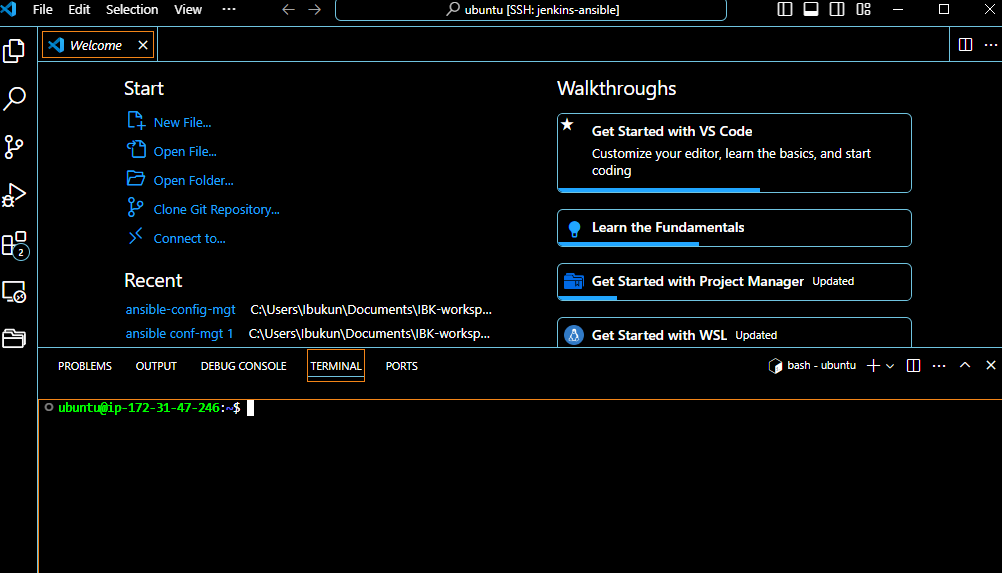 File Edit Selection View ··· ubuntu [SSH: jenkins-ansible]
Welcome
Start
New File...
Open File...
Open Folder...
Clone Git Repository...
Connect to...
Recent
ansible-config-mgt C:\Users\Ibukun\Documents\IBK-worksp...
ansible conf-mgt 1 C:\Users\Ibukun\Documents\IBK-worksp...
Walkthroughs
Get Started with VS Code
Customize your editor, learn the basics, and start
coding
Learn the Fundamentals
Get Started with Project Manager Updated
Get Started with WSL Updated
2
PROBLEMS OUTPUT DEBUG CONSOLE TERMINAL PORTS bash - ubuntu
ubuntu@ip-172-31-47-246:~$